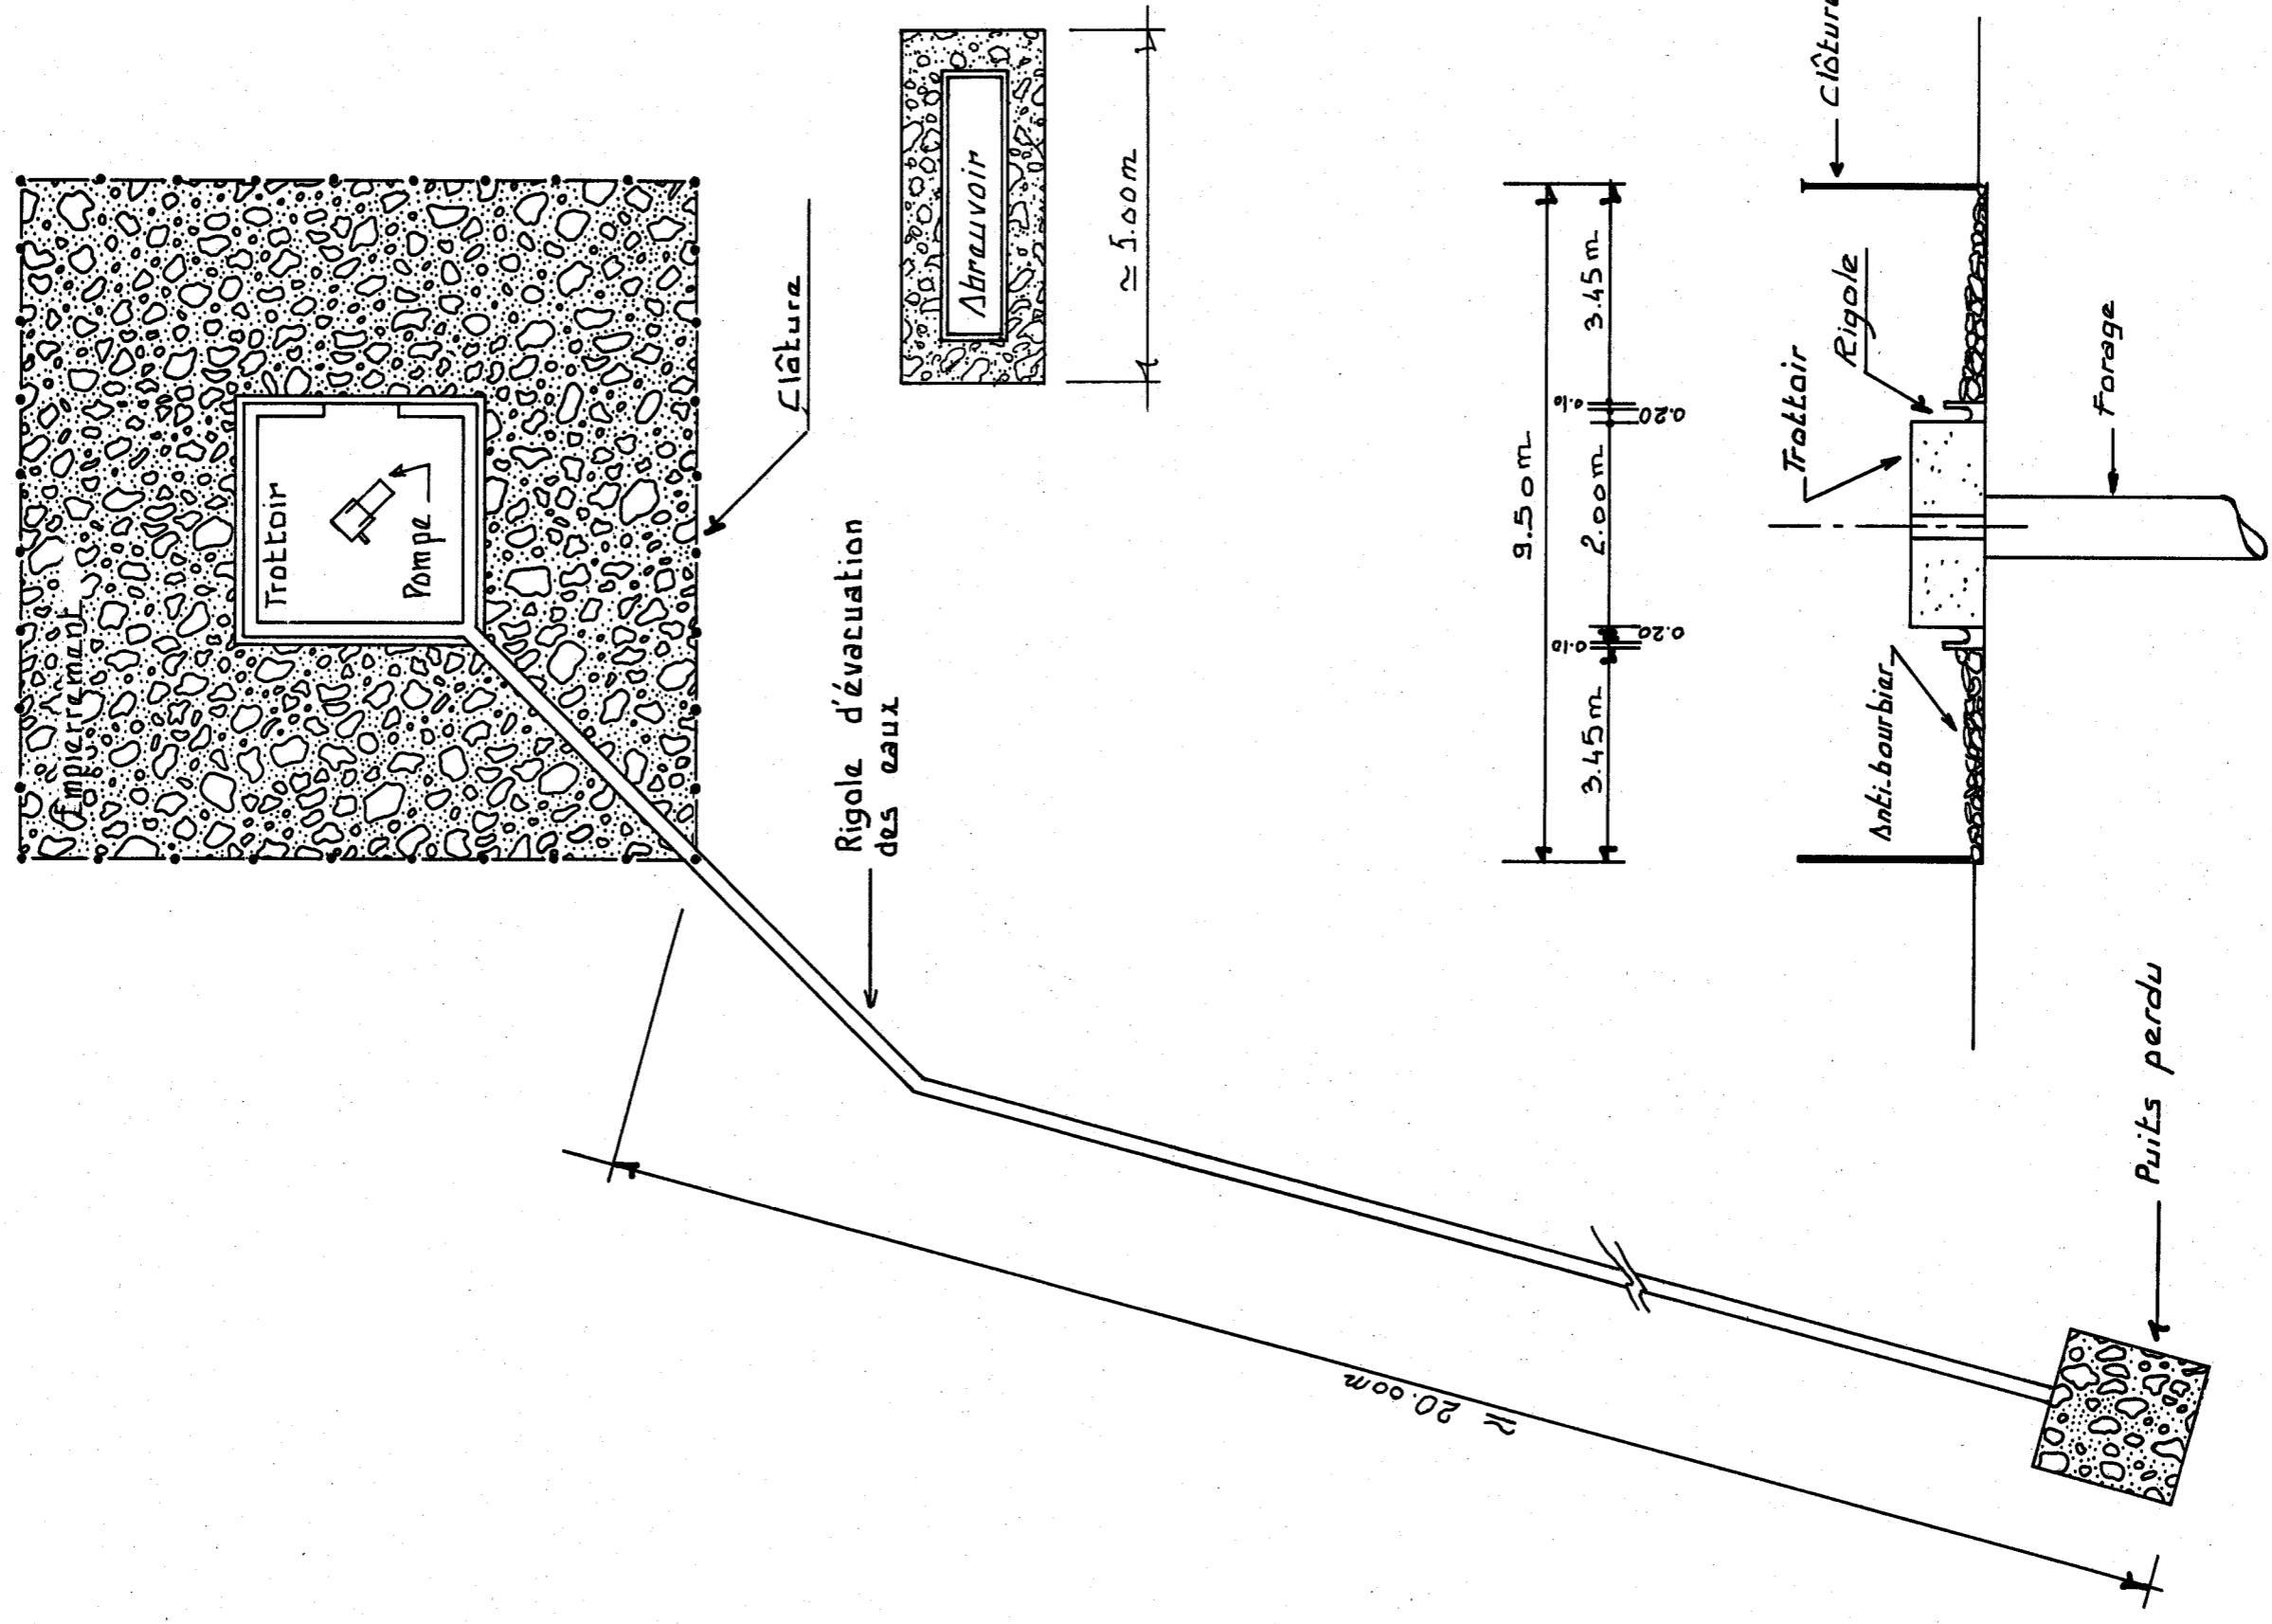 Empierremant
Trottoir
Pompe
Clôture
Rigole d'évacuation
des eaux
Abreuvoir
≃ 5.00m
≃ 20.00m
Puits perdu
9.50m
3.45m
0.10
0.20
2.00m
0.20
0.10
3.45m
Clôture
Trottoir
Rigole
Anti.bourbier
Forage